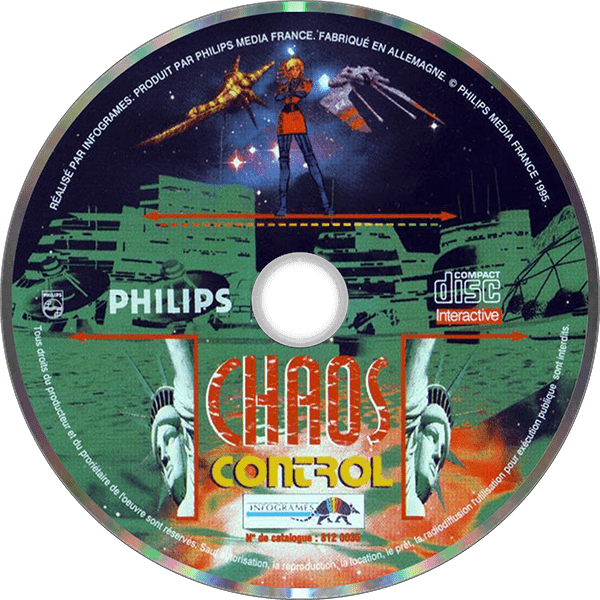 RÉALISÉ PAR INFOGRAMES. PRODUIT PAR PHILIPS MEDIA FRANCE. FABRIQUÉ EN ALLEMAGNE. © PHILIPS MEDIA FRANCE 1995.
PHILIPS
PHILIPS
COMPACT
disc
Interactive
CHAOS
CONTROL
INFOGRAMES
N° de catalogue : 812 0036
Tous droits du producteur et du propriétaire de l'oeuvre sont réservés. Sauf autorisation, la reproduction, la location, le prêt, la radiodiffusion l'utilisation pour exécution publique sont interdits.